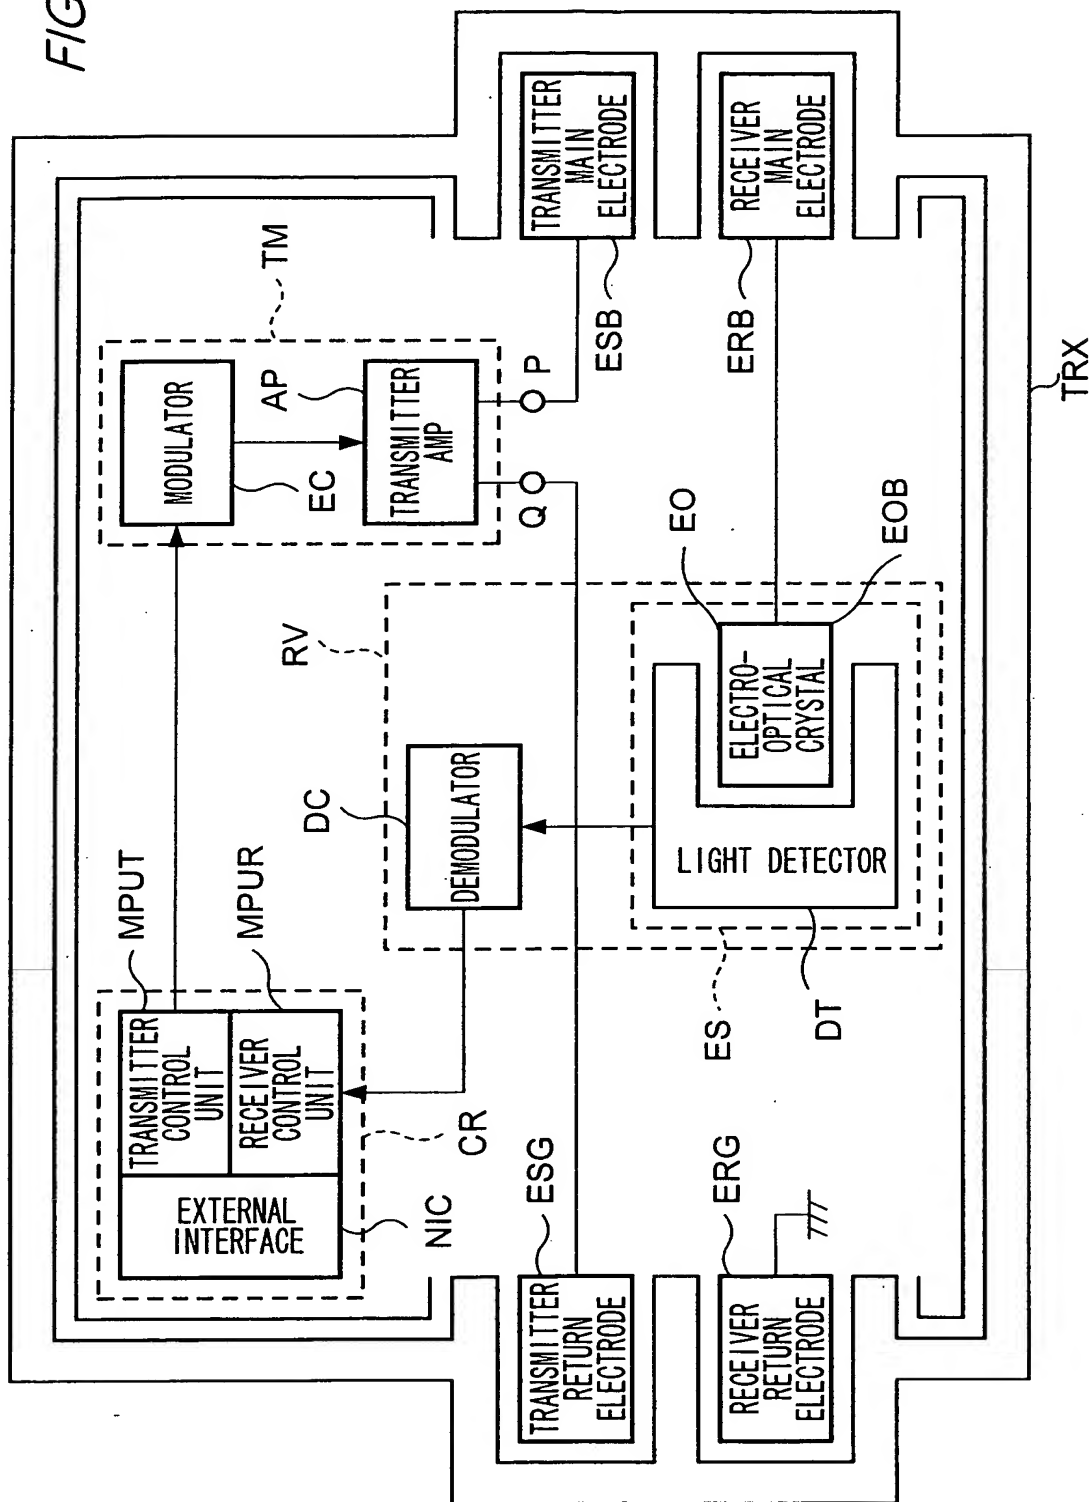 FIG
MPUT
TRANSMITTER
CONTROL
UNIT
MPUR
RECEIVER
CONTROL
UNIT
EXTERNAL
INTERFACE
CR
NIC
MODULATOR
EC
TM
AP
TRANSMITTER
AMP
Q
P
RV
DC
DEMODULATOR
ESG
TRANSMITTER
RETURN
ELECTRODE
ERG
RECEIVER
RETURN
ELECTRODE
ES
DT
LIGHT DETECTOR
EO
ELECTRO-
OPTICAL
CRYSTAL
EOB
TRANSMITTER
MAIN
ELECTRODE
ESB
RECEIVER
MAIN
ELECTRODE
ERB
TRX